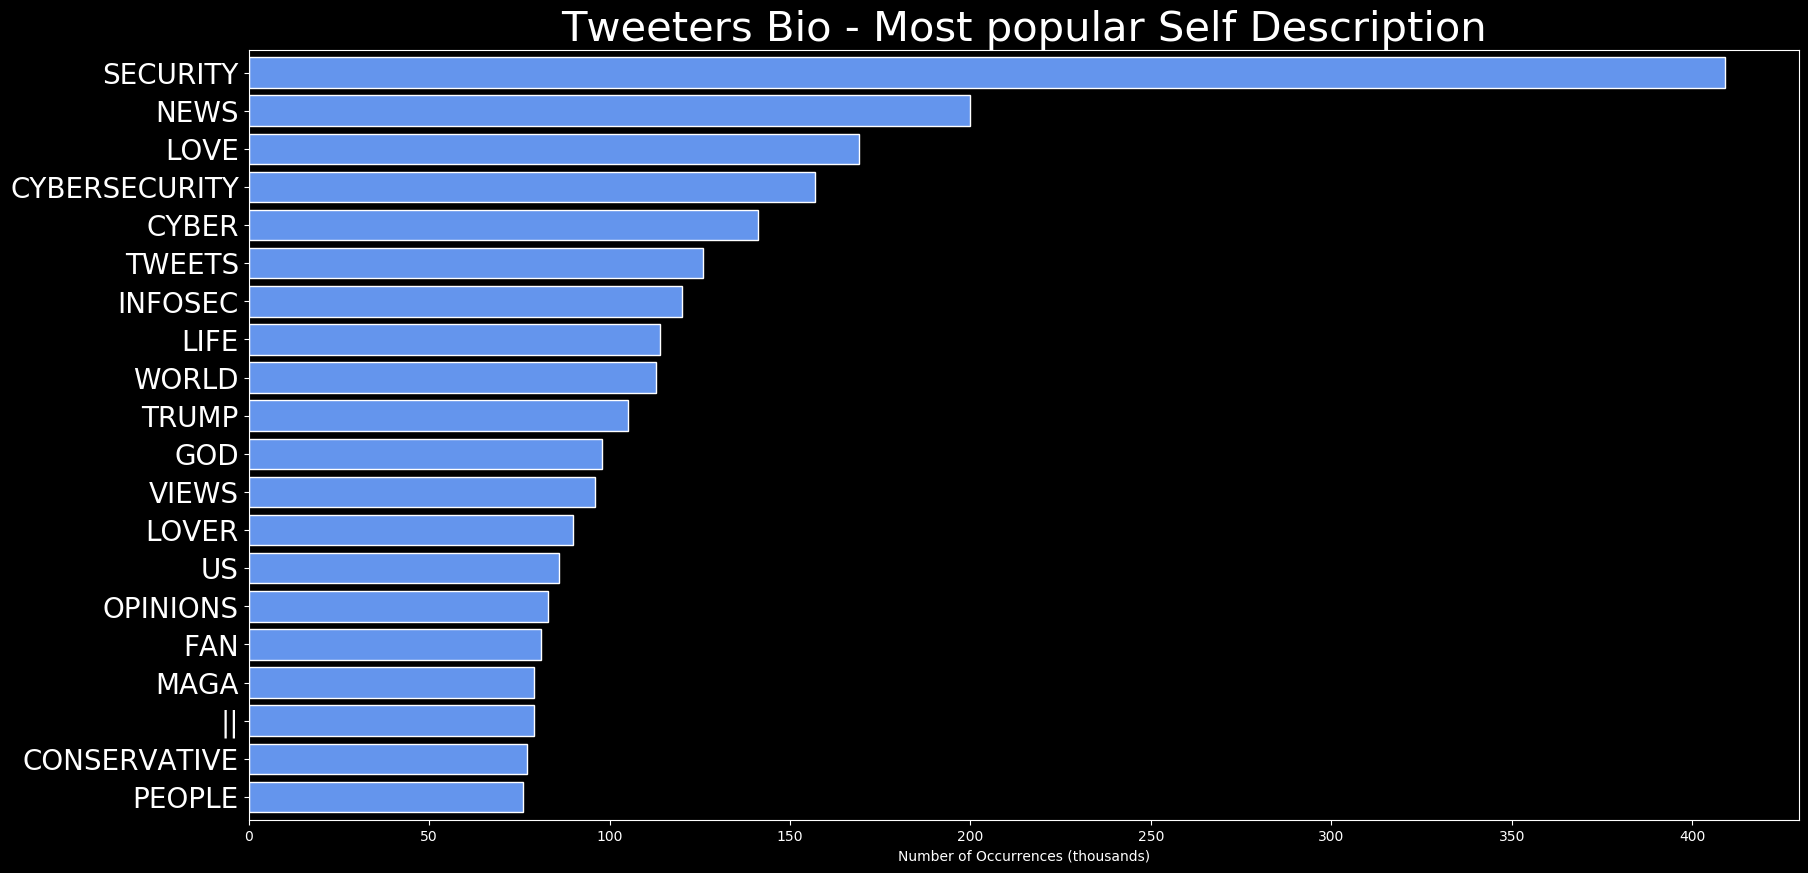 Tweeters Bio - Most popular Self Description
SECURITY
NEWS
LOVE
CYBERSECURITY
CYBER
TWEETS
INFOSEC
LIFE
WORLD
TRUMP
GOD
VIEWS
LOVER
US
OPINIONS
FAN
MAGA
||
CONSERVATIVE
PEOPLE
0 50 100 150 200 250 300 350 400
Number of Occurrences (thousands)